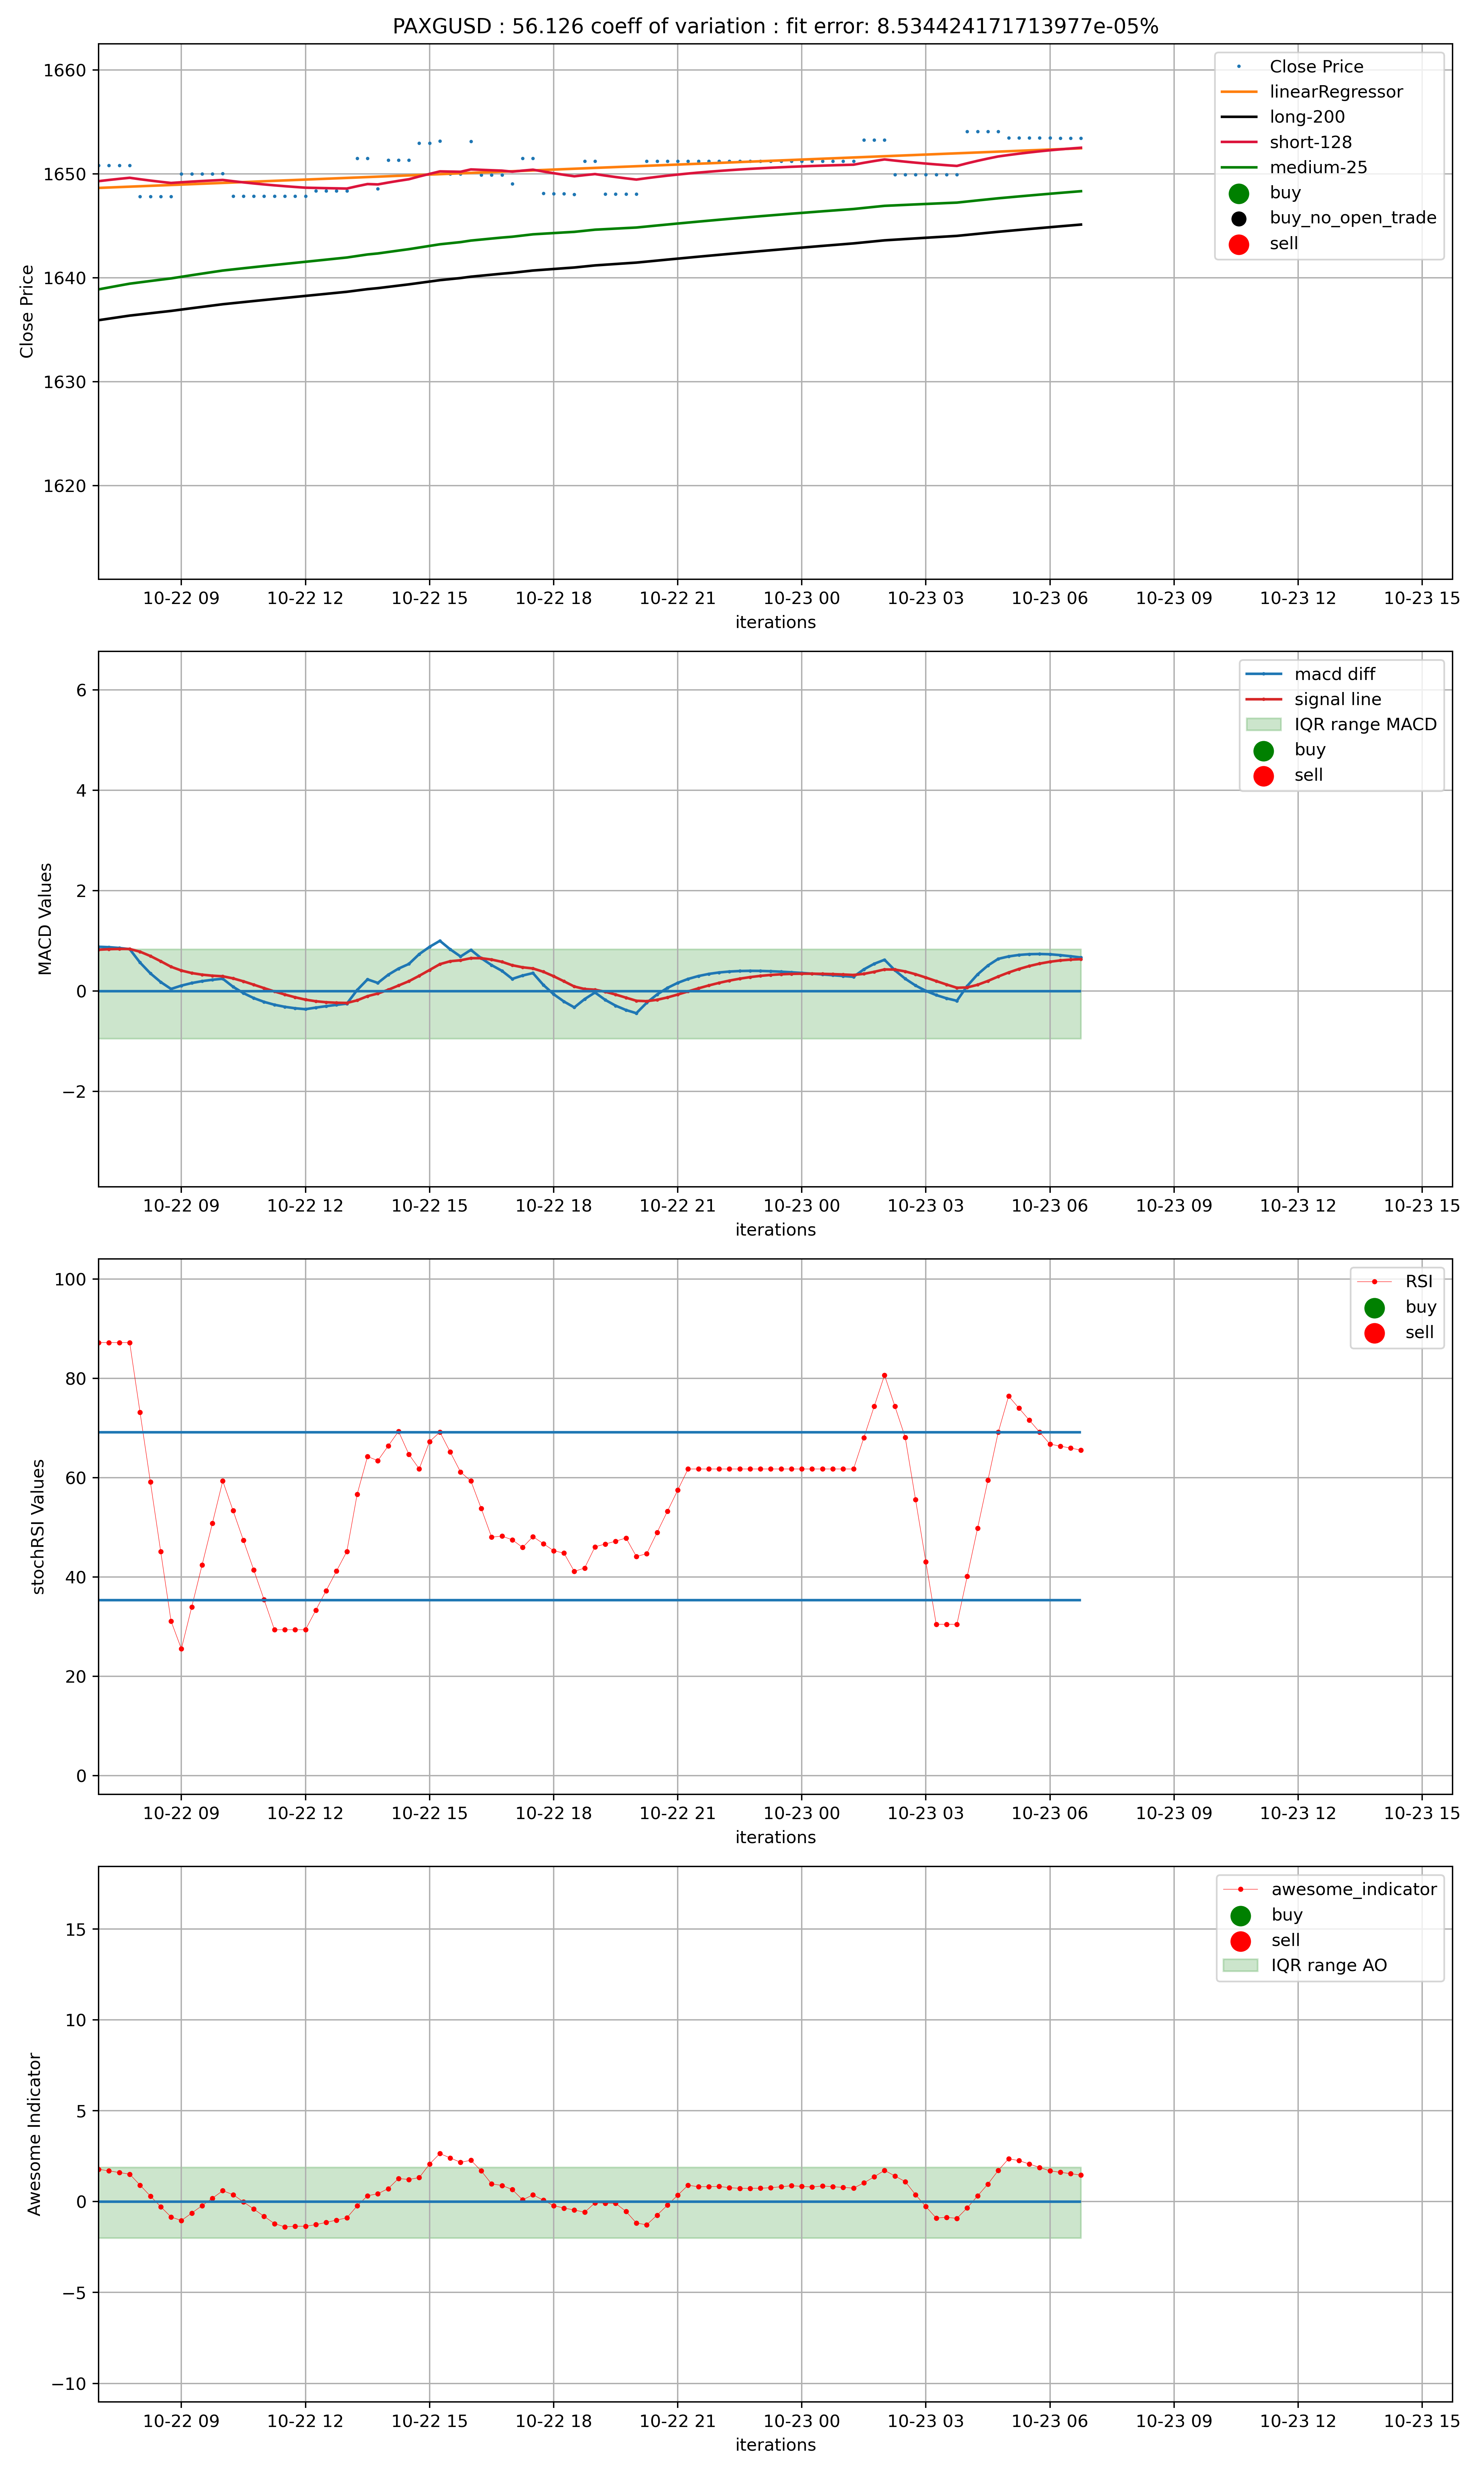 PAXGUSD : 56.126 coeff of variation : fit error: 8.534424171713977e-05%
1660
1650
1640
1630
1620
Close Price
Close Price
linearRegressor
long-200
short-128
medium-25
buy
buy_no_open_trade
sell
10-22 09 10-22 12 10-22 15 10-22 18 10-22 21 10-23 00 10-23 03 10-23 06 10-23 09 10-23 12 10-23 15
iterations
6
4
2
0
−2
MACD Values
macd diff
signal line
IQR range MACD
buy
sell
10-22 09 10-22 12 10-22 15 10-22 18 10-22 21 10-23 00 10-23 03 10-23 06 10-23 09 10-23 12 10-23 15
iterations
100
80
60
40
20
0
stochRSI Values
RSI
buy
sell
10-22 09 10-22 12 10-22 15 10-22 18 10-22 21 10-23 00 10-23 03 10-23 06 10-23 09 10-23 12 10-23 15
iterations
15
10
5
0
−5
−10
Awesome Indicator
awesome_indicator
buy
sell
IQR range AO
10-22 09 10-22 12 10-22 15 10-22 18 10-22 21 10-23 00 10-23 03 10-23 06 10-23 09 10-23 12 10-23 15
iterations